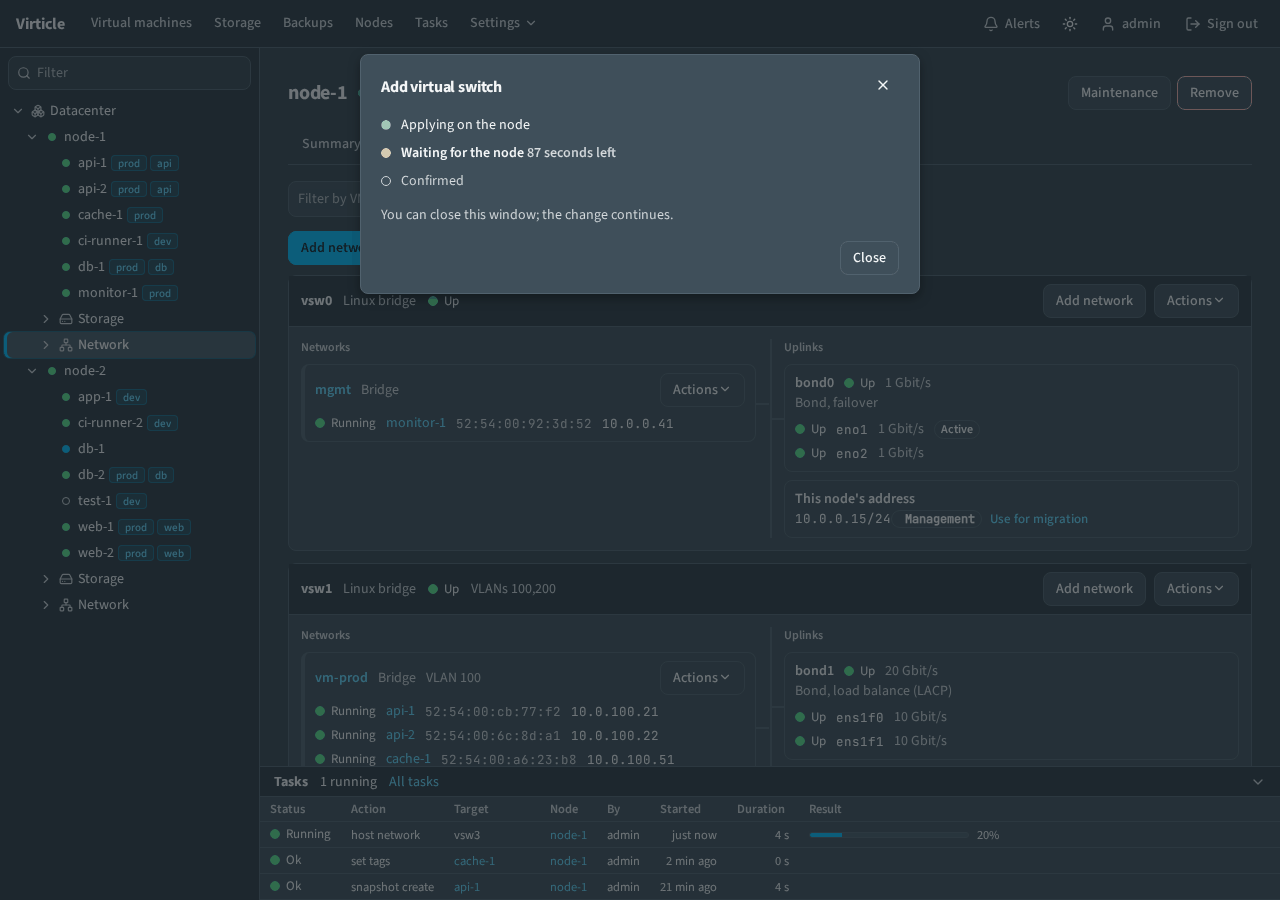 Virticle Virtual machines Storage Backups Nodes Tasks Settings Alerts admin Sign out
Filter
Datacenter
node-1
api-1 prod api
api-2 prod api
cache-1 prod
ci-runner-1 dev
db-1 prod db
monitor-1 prod
Storage
Network
node-2
app-1 dev
ci-runner-2 dev
db-1
db-2 prod db
test-1 dev
web-1 prod web
web-2 prod web
Storage
Network
node-1 Maintenance Remove
Summary
Filter by VM
Add virtual switch
Applying on the node
Waiting for the node 87 seconds left
Confirmed
You can close this window; the change continues.
Close
Add netwo
vsw0 Linux bridge Up Add network Actions
Networks
mgmt Bridge Actions
Running monitor-1 52:54:00:92:3d:52 10.0.0.41
Uplinks
bond0 Up 1 Gbit/s
Bond, failover
Up eno1 1 Gbit/s Active
Up eno2 1 Gbit/s
This node's address
10.0.0.15/24 Management Use for migration
vsw1 Linux bridge Up VLANs 100,200 Add network Actions
Networks
vm-prod Bridge VLAN 100 Actions
Running api-1 52:54:00:cb:77:f2 10.0.100.21
Running api-2 52:54:00:6c:8d:a1 10.0.100.22
Running cache-1 52:54:00:a6:23:b8 10.0.100.51
Uplinks
bond1 Up 20 Gbit/s
Bond, load balance (LACP)
Up ens1f0 10 Gbit/s
Up ens1f1 10 Gbit/s
Tasks 1 running All tasks
Status Action Target Node By Started Duration Result
Running host network vsw3 node-1 admin just now 4 s 20%
Ok set tags cache-1 node-1 admin 2 min ago 0 s
Ok snapshot create api-1 node-1 admin 21 min ago 4 s